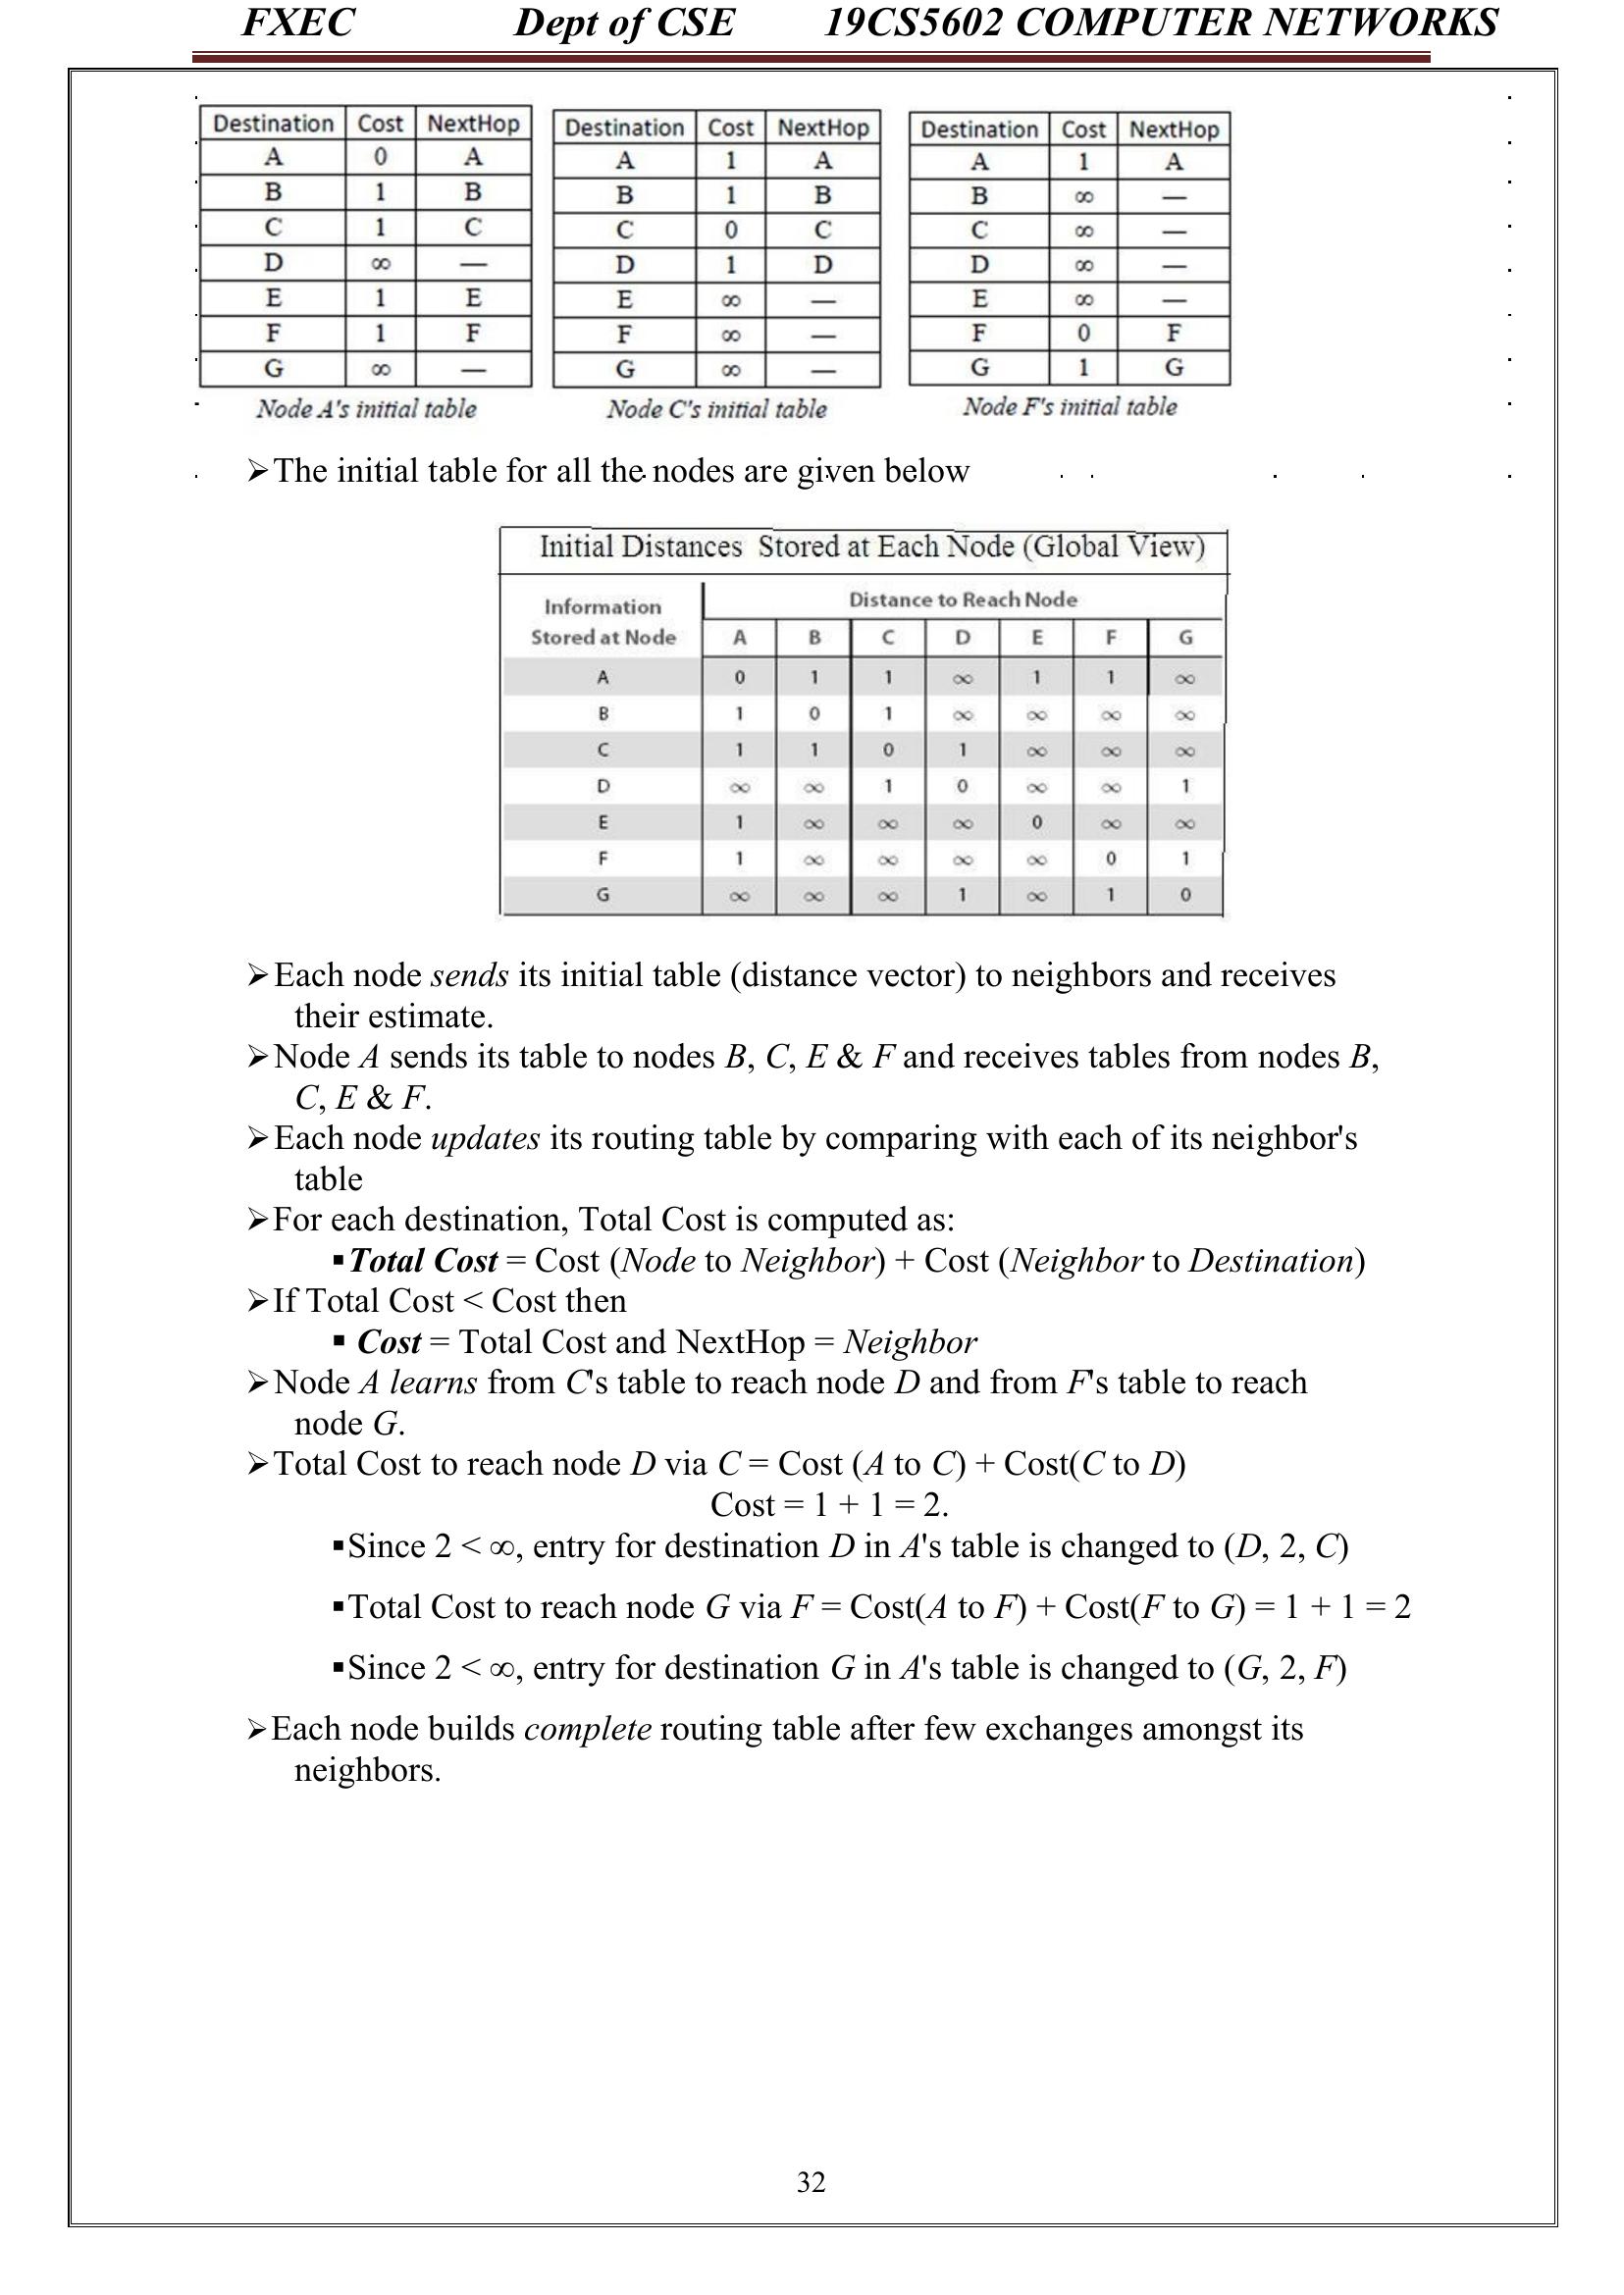 FXEC Dept of CSE 19CS5602 COMPUTER NETWORKS
Destination Cost NextHop
A 0 A
B 1 B
C 1 C
D ∞ —
E 1 E
F 1 F
G ∞ —
Node A's initial table
Destination Cost NextHop
A 1 A
B 1 B
C 0 C
D 1 D
E ∞ —
F ∞ —
G ∞ —
Node C's initial table
Destination Cost NextHop
A 1 A
B ∞ —
C ∞ —
D ∞ —
E ∞ —
F 0 F
G 1 G
Node F's initial table
➢The initial table for all the nodes are given below
Initial Distances Stored at Each Node (Global View)
Information
Stored at Node
Distance to Reach Node
A B C D E F G
A 0 1 1 ∞ 1 1 ∞
B 1 0 1 ∞ ∞ ∞ ∞
C 1 1 0 1 ∞ ∞ ∞
D ∞ ∞ 1 0 ∞ ∞ 1
E 1 ∞ ∞ ∞ 0 ∞ ∞
F 1 ∞ ∞ ∞ ∞ 0 1
G ∞ ∞ ∞ 1 ∞ 1 0
➢Each node sends its initial table (distance vector) to neighbors and receives
their estimate.
➢Node A sends its table to nodes B, C, E & F and receives tables from nodes B,
C, E & F.
➢Each node updates its routing table by comparing with each of its neighbor's
table
➢For each destination, Total Cost is computed as:
▪Total Cost = Cost (Node to Neighbor) + Cost (Neighbor to Destination)
➢If Total Cost < Cost then
▪ Cost = Total Cost and NextHop = Neighbor
➢Node A learns from C's table to reach node D and from F's table to reach
node G.
➢Total Cost to reach node D via C = Cost (A to C) + Cost(C to D)
Cost = 1 + 1 = 2.
▪Since 2 < ∞, entry for destination D in A's table is changed to (D, 2, C)
▪Total Cost to reach node G via F = Cost(A to F) + Cost(F to G) = 1 + 1 = 2
▪Since 2 < ∞, entry for destination G in A's table is changed to (G, 2, F)
➢Each node builds complete routing table after few exchanges amongst its
neighbors.
32